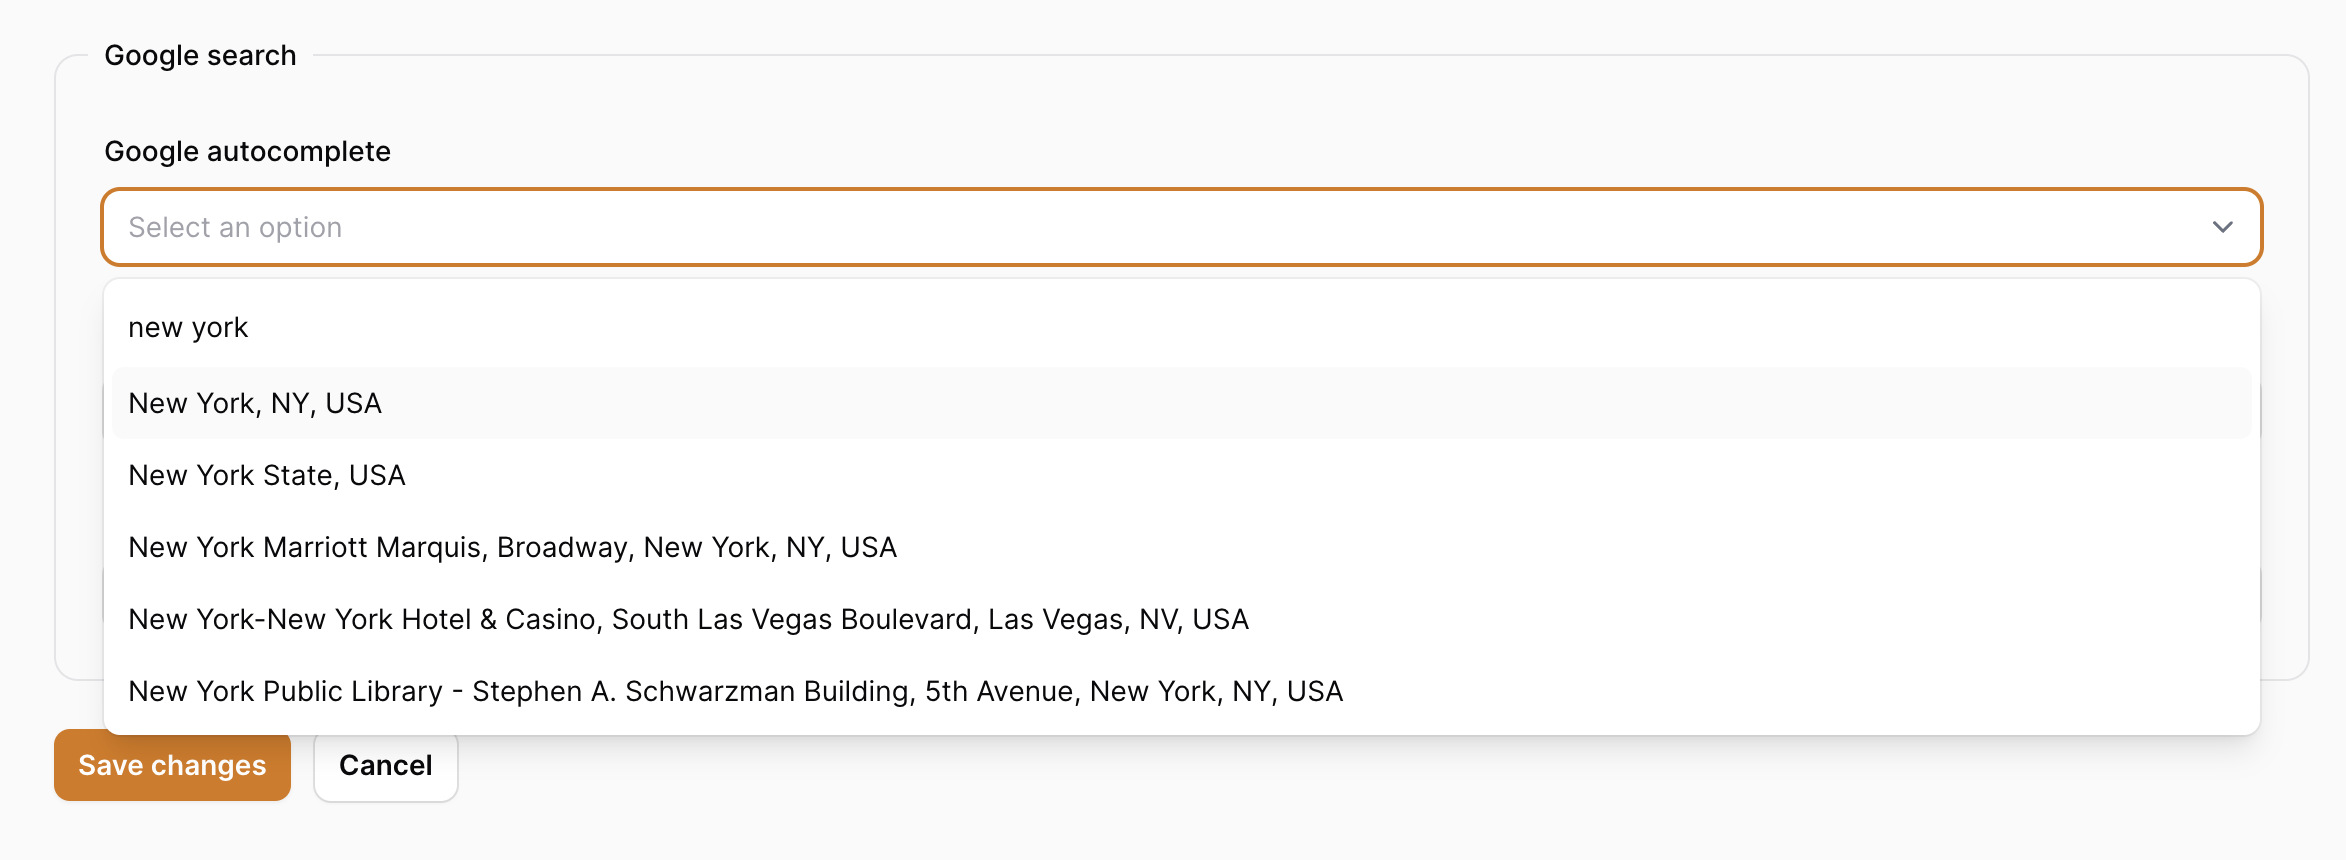 Google search
Google autocomplete
Select an option
new york
New York, NY, USA
New York State, USA
New York Marriott Marquis, Broadway, New York, NY, USA
New York-New York Hotel & Casino, South Las Vegas Boulevard, Las Vegas, NV, USA
New York Public Library - Stephen A. Schwarzman Building, 5th Avenue, New York, NY, USA
Save changes
Cancel